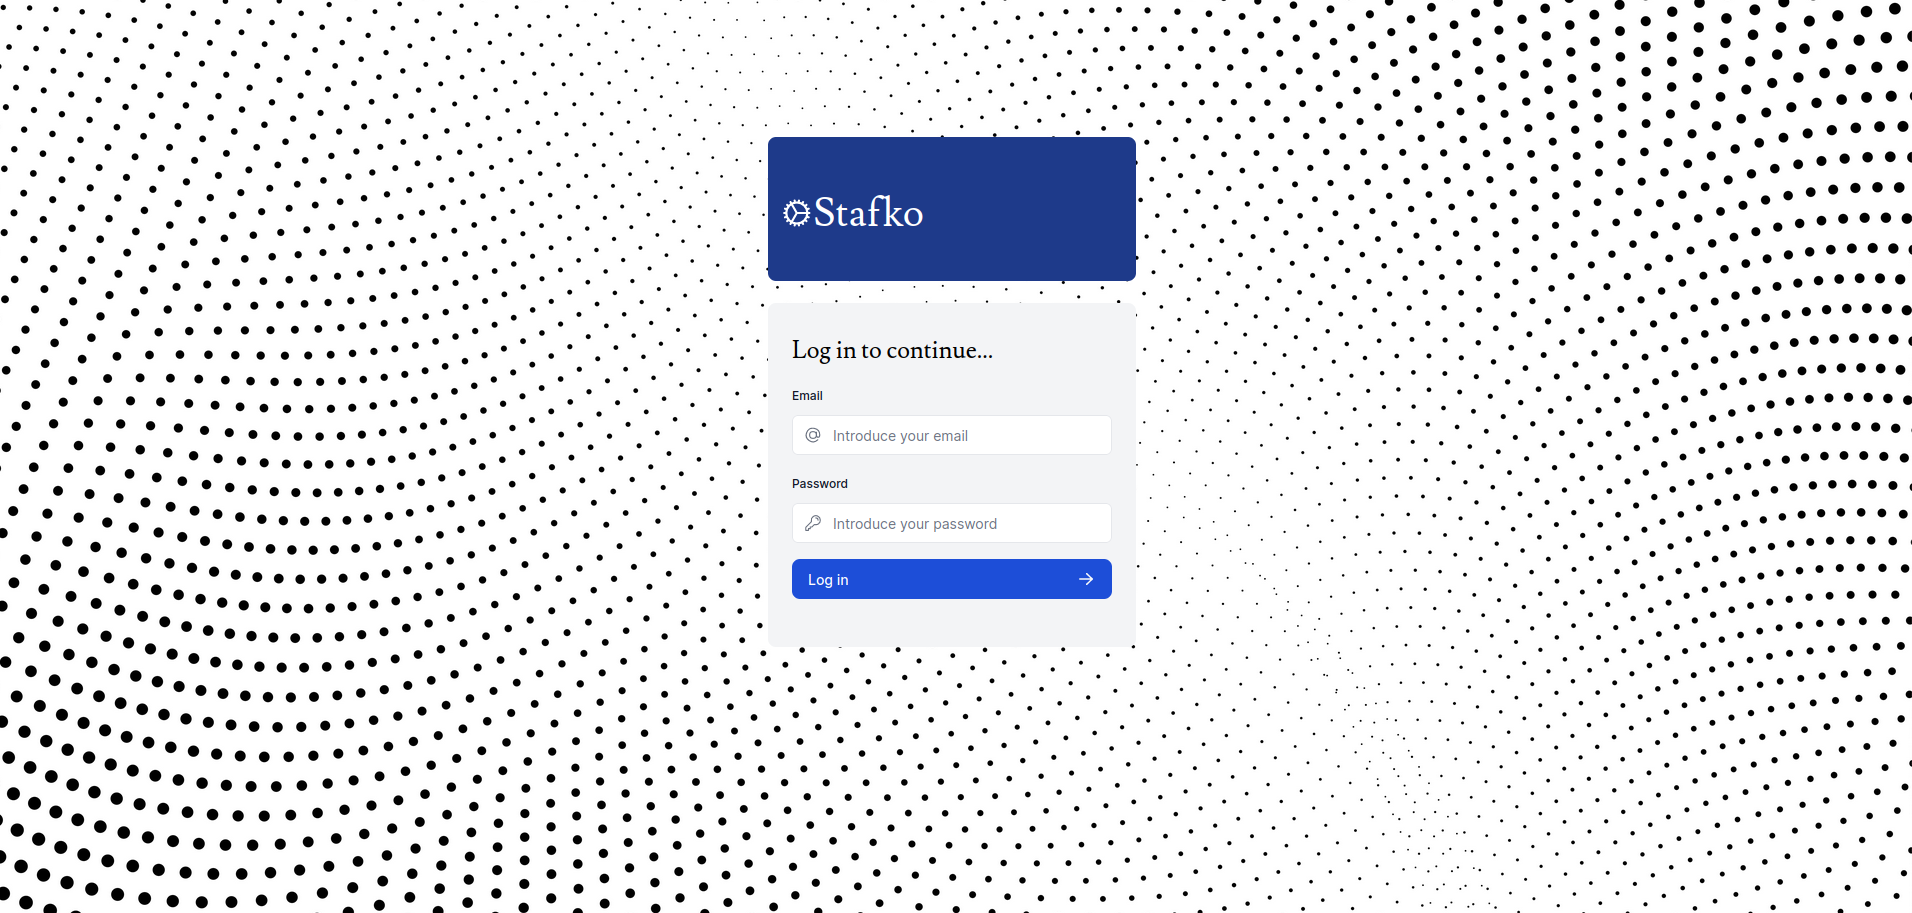 Stafko
Log in to continue...
Email
Introduce your email
Password
Introduce your password
Log in